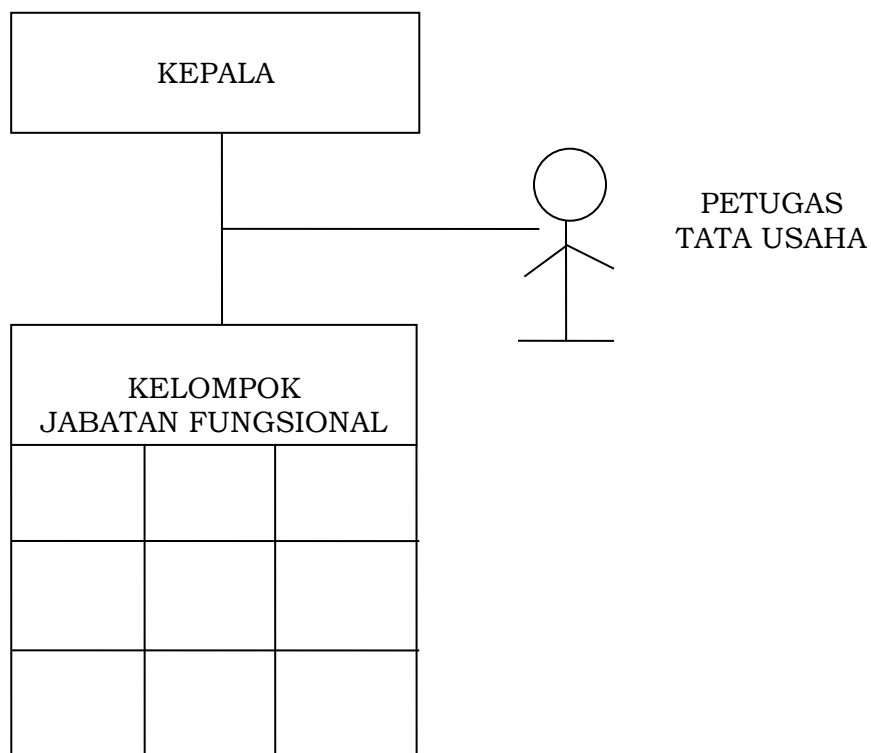 KEPALA
PETUGAS
TATA USAHA
KELOMPOK
JABATAN FUNGSIONAL